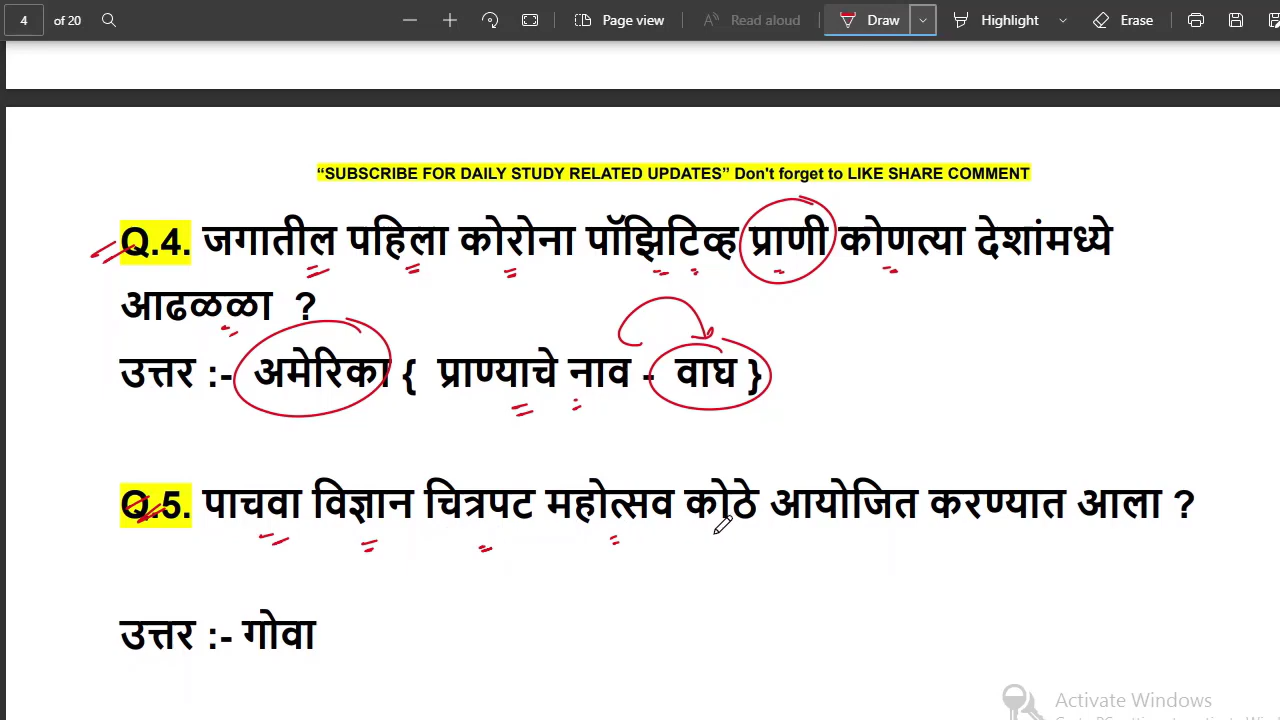 4 of 20 Page view Read aloud Draw Highlight Erase
“SUBSCRIBE FOR DAILY STUDY RELATED UPDATES” Don't forget to LIKE SHARE COMMENT
Q.4. जगातील पहिला कोरोना पॉझिटिव्ह प्राणी कोणत्या देशांमध्ये
आढळळा ?
उत्तर :- अमेरिका { प्राण्याचे नाव - वाघ }
Q.5. पाचवा विज्ञान चित्रपट महोत्सव कोठे आयोजित करण्यात आला ?
उत्तर :- गोवा
Activate Windows